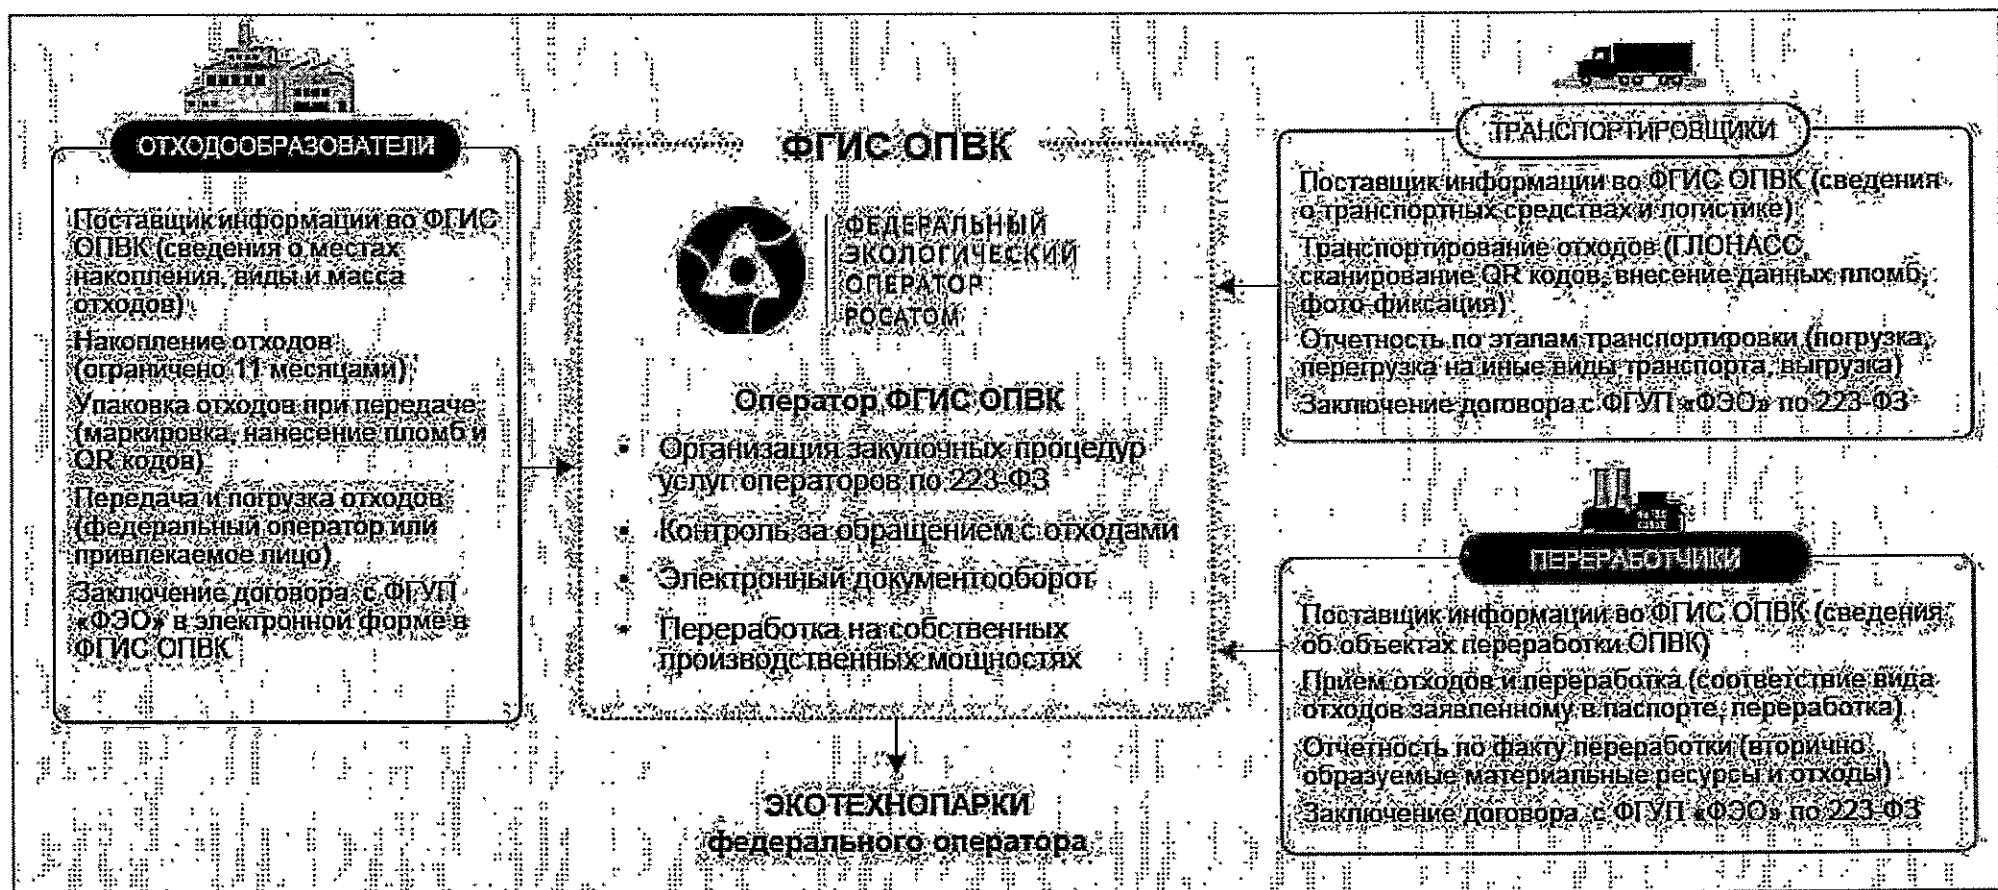 ОТХОДООБРАЗОВАТЕЛИ
Поставщик информации во ФГИС
ОПВК (сведения о местах
накопления, виды и масса
отходов)
Накопление отходов
(ограничено 11 месяцами)
Упаковка отходов при передаче
(маркировка, нанесение пломб и
QR кодов)
Передача и погрузка отходов
(федеральный оператор или
привлекаемое лицо)
Заключение договора с ФГУП
«ФЭО» в электронной форме в
ФГИС ОПВК
ФГИС ОПВК
ФЕДЕРАЛЬНЫЙ
ЭКОЛОГИЧЕСКИЙ
ОПЕРАТОР
РОСАТОМ
Оператор ФГИС ОПВК
• Организация закупочных процедур
услуг операторов по 223-ФЗ
• Контроль за обращением с отходами
• Электронный документооборот
• Переработка на собственных
производственных мощностях
ЭКОТЕХНОПАРКИ
федерального оператора
ТРАНСПОРТИРОВЩИКИ
Поставщик информации во ФГИС ОПВК (сведения
о транспортных средствах и логистике)
Транспортирование отходов (ГЛОНАСС,
сканирование QR кодов, внесение данных пломб,
фото-фиксация)
Отчетность по этапам транспортировки (погрузка,
перегрузка на иные виды транспорта, выгрузка)
Заключение договора с ФГУП «ФЭО» по 223-ФЗ
ПЕРЕРАБОТЧИКИ
Поставщик информации во ФГИС ОПВК (сведения
об объектах переработки ОПВК)
Прием отходов и переработка (соответствие вида
отходов заявленному в паспорте, переработка)
Отчетность по факту переработки (вторично
образуемые материальные ресурсы и отходы)
Заключение договора с ФГУП «ФЭО» по 223-ФЗ